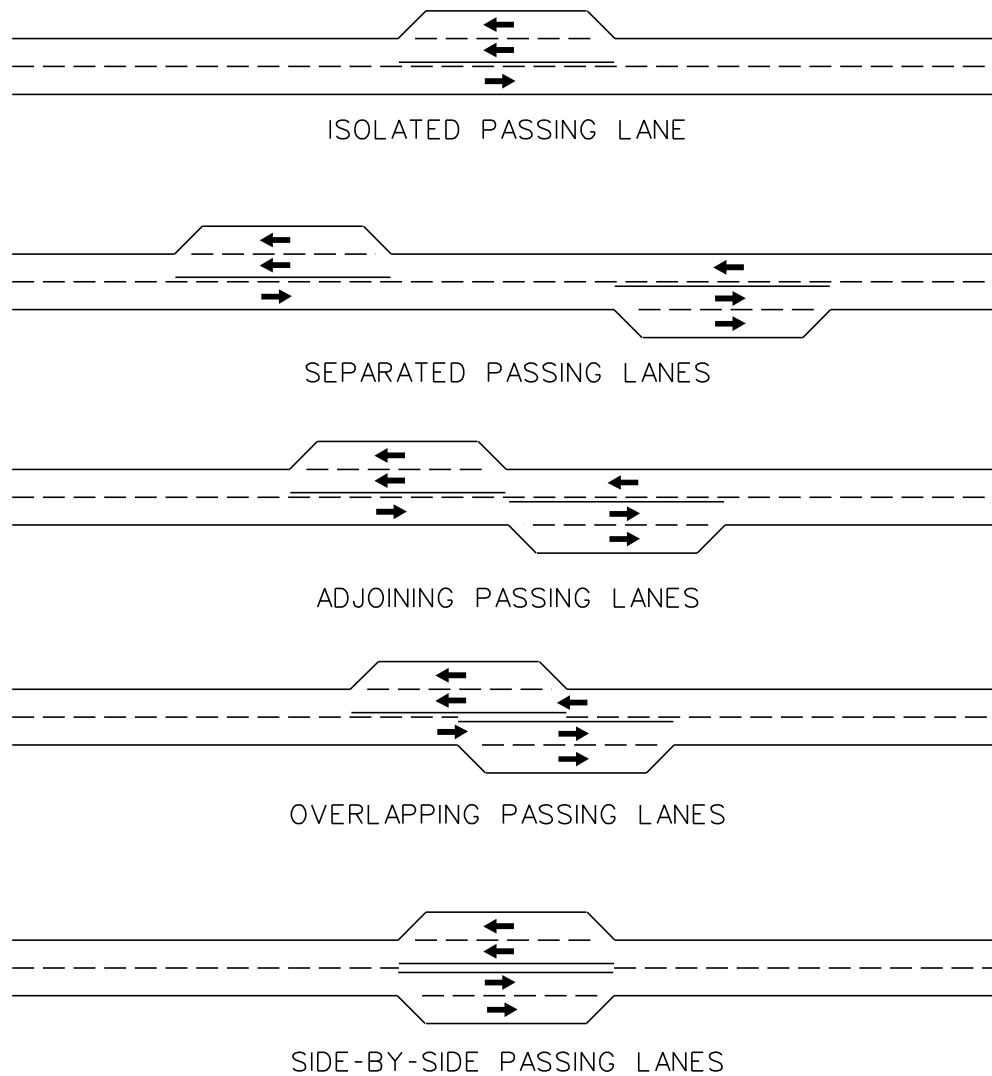 ISOLATED PASSING LANE
SEPARATED PASSING LANES
ADJOINING PASSING LANES
OVERLAPPING PASSING LANES
SIDE-BY-SIDE PASSING LANES